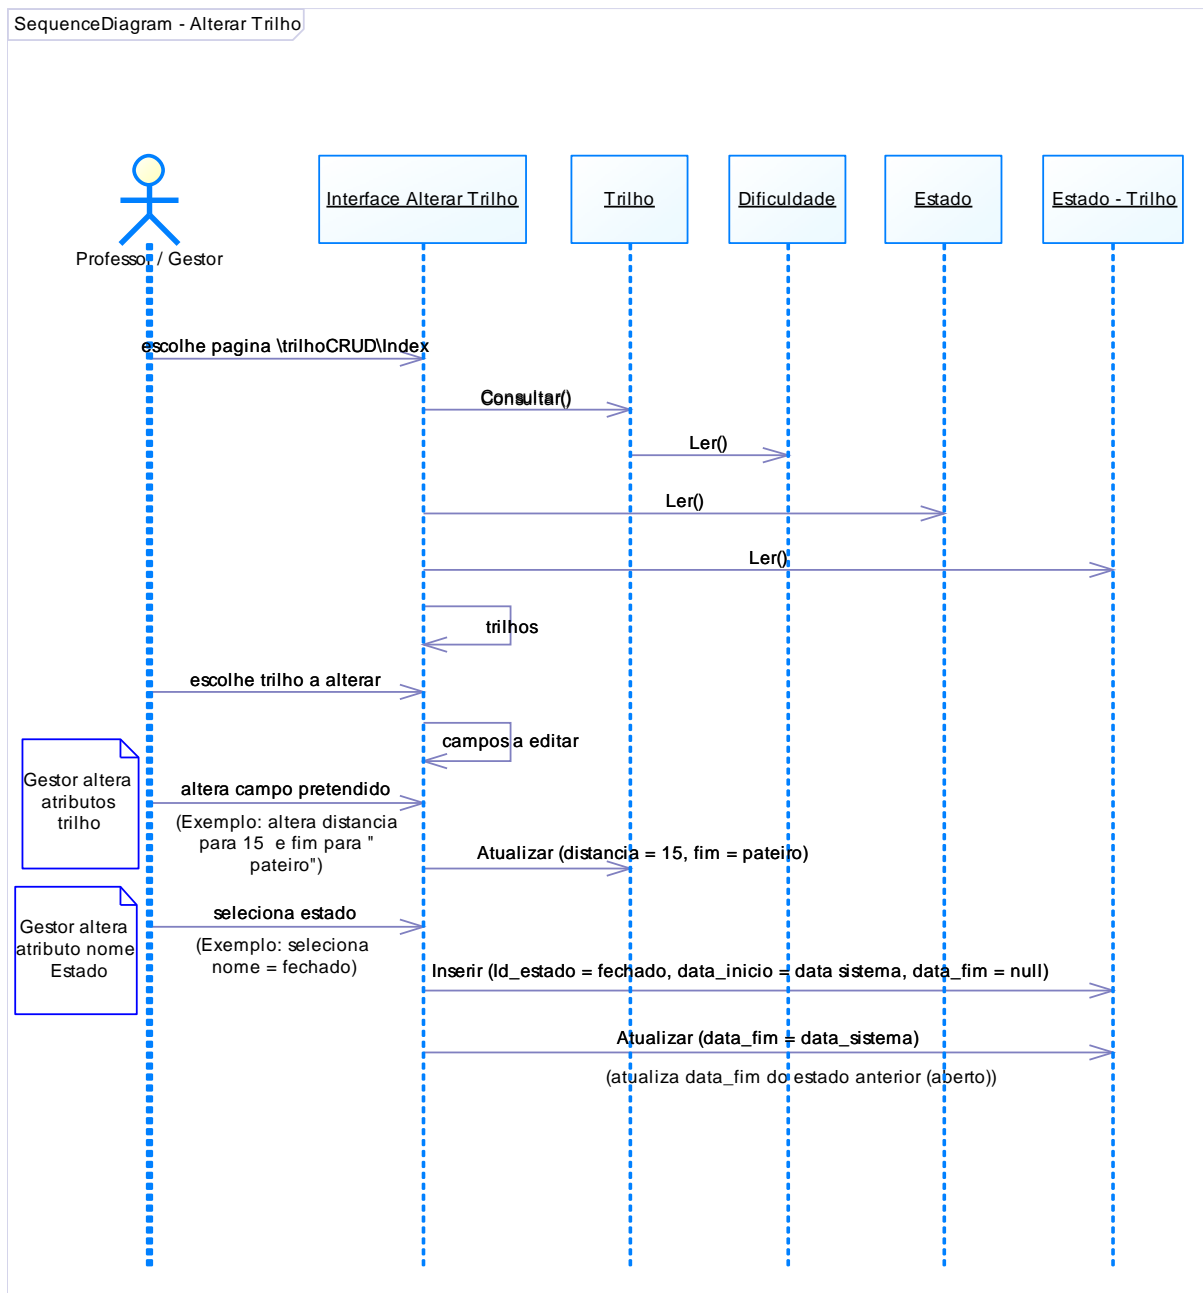 SequenceDiagram - Alterar Trilho
Professor / Gestor
Interface Alterar Trilho
Trilho
Dificuldade
Estado
Estado - Trilho
escolhe pagina \trilhoCRUD\Index
Consultar()
Ler()
Ler()
Ler()
trilhos
escolhe trilho a alterar
campos a editar
Gestor altera
atributos
trilho
altera campo pretendido
(Exemplo: altera distancia
para 15  e fim para "
pateiro")
Atualizar (distancia = 15, fim = pateiro)
Gestor altera
atributo nome
Estado
seleciona estado
(Exemplo: seleciona
nome = fechado)
Inserir (Id_estado = fechado, data_inicio = data sistema, data_fim = null)
Atualizar (data_fim = data_sistema)
(atualiza data_fim do estado anterior (aberto))